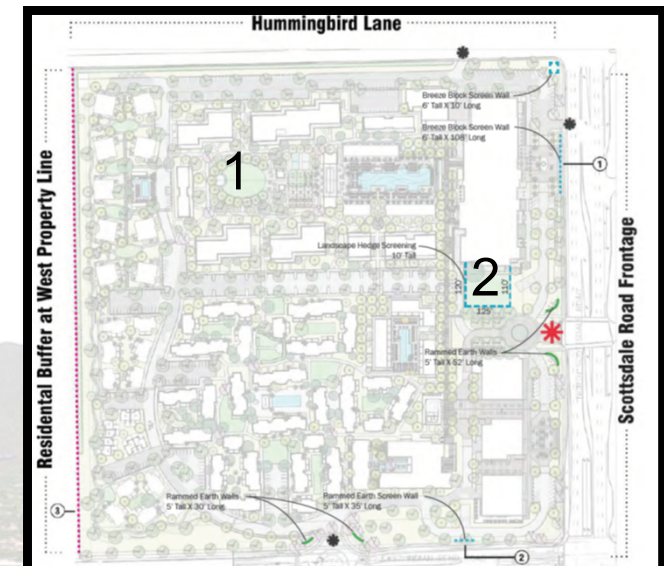 Hummingbird Lane
Breeze Block Screen Wall
6' Tall X 10' Long
Breeze Block Screen Wall
6' Tall X 108' Long
1
1
Residential Buffer at West Property Line
Scottsdale Road Frontage
Landscape Hedge Screening
10' Tall
2
120'
110'
125'
Rammed Earth Walls
5' Tall X 52' Long
Rammed Earth Walls
5' Tall X 30' Long
Rammed Earth Screen Wall
5' Tall X 35' Long
3
2